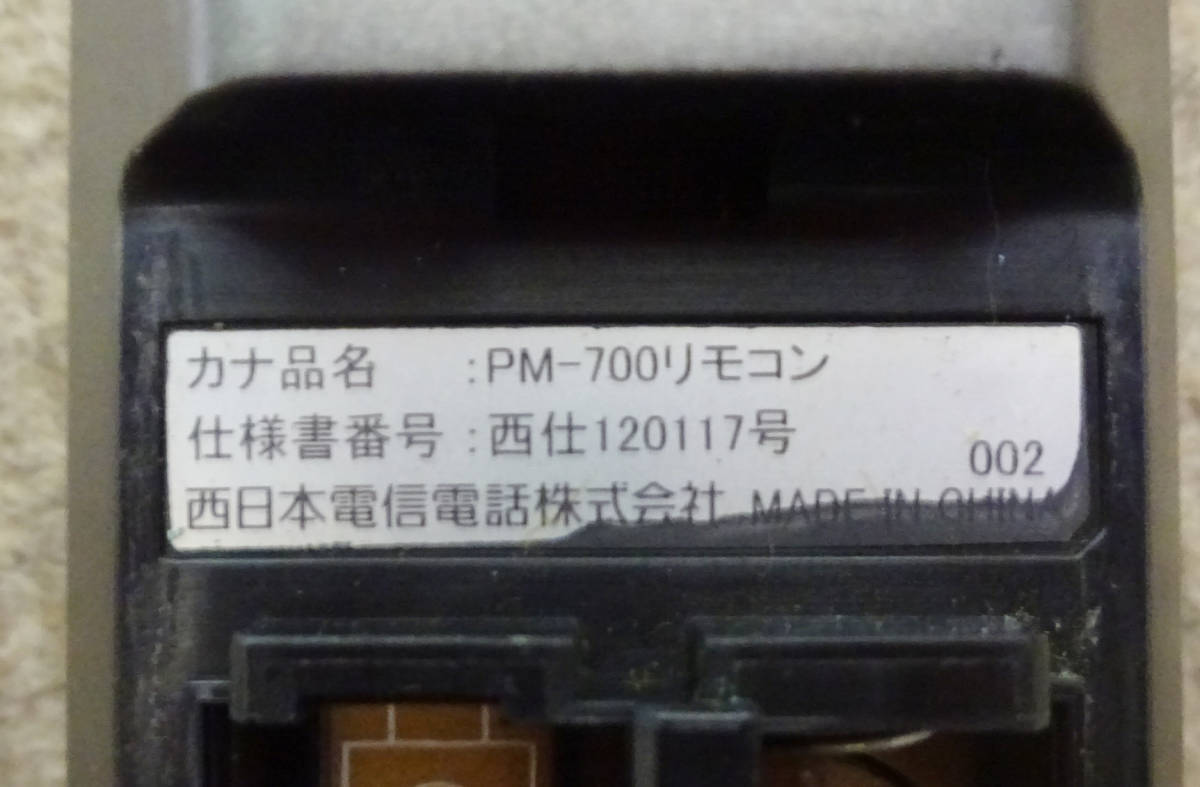 カナ品名 :PM-700リモコン
仕様書番号 :西仕120117号
002
西日本電信電話株式会社 MADE IN CHINA